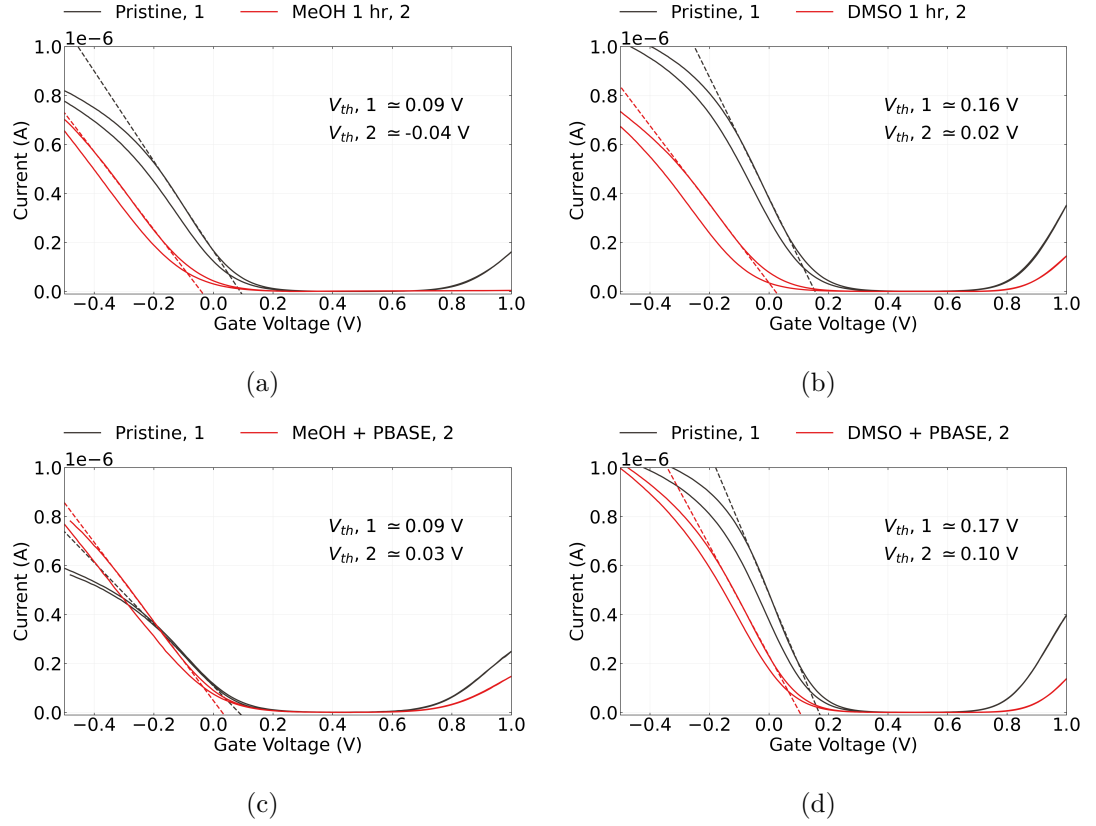 Pristine, 1 MeOH 1 hr, 2
1e−6
1.0
0.8
0.6
0.4
0.2
0.0
Current (A)
V_th, 1 ≃0.09 V
V_th, 2 ≃-0.04 V
−0.4 −0.2 0.0 0.2 0.4 0.6 0.8 1.0
Gate Voltage (V)
(a)
Pristine, 1 DMSO 1 hr, 2
1e−6
1.0
0.8
0.6
0.4
0.2
0.0
Current (A)
V_th, 1 ≃0.16 V
V_th, 2 ≃0.02 V
−0.4 −0.2 0.0 0.2 0.4 0.6 0.8 1.0
Gate Voltage (V)
(b)
Pristine, 1 MeOH + PBASE, 2
1e−6
1.0
0.8
0.6
0.4
0.2
0.0
Current (A)
V_th, 1 ≃0.09 V
V_th, 2 ≃0.03 V
−0.4 −0.2 0.0 0.2 0.4 0.6 0.8 1.0
Gate Voltage (V)
(c)
Pristine, 1 DMSO + PBASE, 2
1e−6
1.0
0.8
0.6
0.4
0.2
0.0
Current (A)
V_th, 1 ≃0.17 V
V_th, 2 ≃0.10 V
−0.4 −0.2 0.0 0.2 0.4 0.6 0.8 1.0
Gate Voltage (V)
(d)